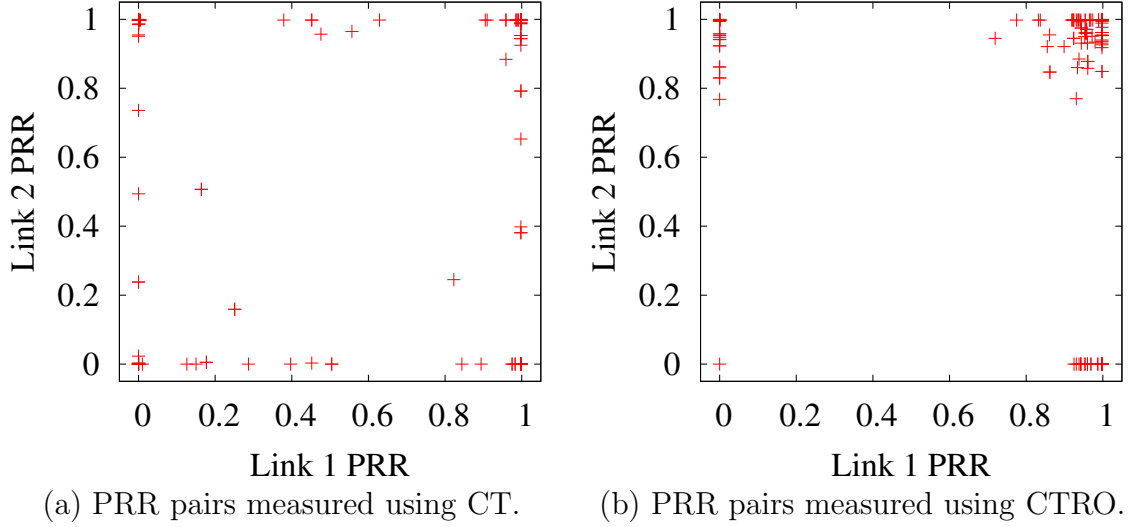 1
0.8
0.6
0.4
0.2
0
Link 2 PRR
0 0.2 0.4 0.6 0.8 1
Link 1 PRR
(a) PRR pairs measured using CT.
1
0.8
0.6
0.4
0.2
0
Link 2 PRR
0 0.2 0.4 0.6 0.8 1
Link 1 PRR
(b) PRR pairs measured using CTRO.